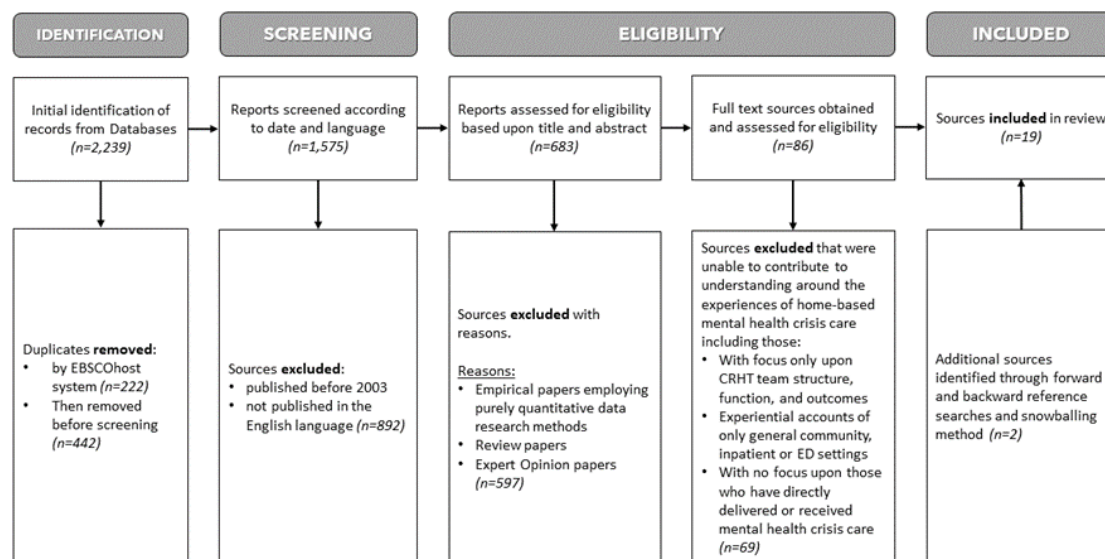 IDENTIFICATION
SCREENING
ELIGIBILITY
INCLUDED
Initial identification of
records from Databases
(n=2,239)
Reports screened according
to date and language
(n=1,575)
Reports assessed for eligibility
based upon title and abstract
(n=683)
Full text sources obtained
and assessed for eligibility
(n=86)
Sources included in review
(n=19)
Duplicates removed:
• by EBSCOhost
system (n=222)
• Then removed
before screening
(n=442)
Sources excluded:
• published before 2003
• not published in the
English language (n=892)
Sources excluded with
reasons.
Reasons:
• Empirical papers employing
purely quantitative data
research methods
• Review papers
• Expert Opinion papers
(n=597)
Sources excluded that were
unable to contribute to
understanding around the
experiences of home-based
mental health crisis care
including those:
• With focus only upon
CRHT team structure,
function, and outcomes
• Experiential accounts of
only general community,
inpatient or ED settings
• With no focus upon those
who have directly
delivered or received
mental health crisis care
(n=69)
Additional sources
identified through forward
and backward reference
searches and snowballing
method (n=2)